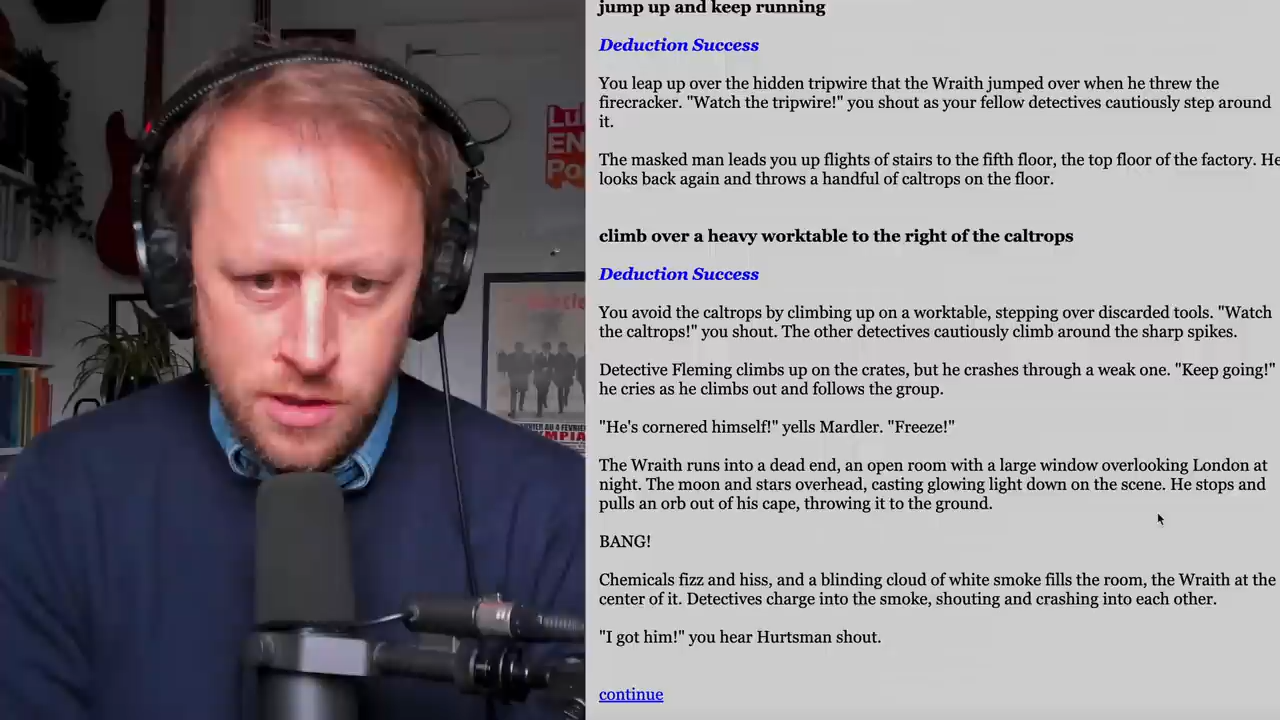 jump up and keep running
Deduction Success
You leap up over the hidden tripwire that the Wraith jumped over when he threw the
firecracker. "Watch the tripwire!" you shout as your fellow detectives cautiously step around
it.
The masked man leads you up flights of stairs to the fifth floor, the top floor of the factory. He
looks back again and throws a handful of caltrops on the floor.
climb over a heavy worktable to the right of the caltrops
Deduction Success
You avoid the caltrops by climbing up on a worktable, stepping over discarded tools. "Watch
the caltrops!" you shout. The other detectives cautiously climb around the sharp spikes.
Detective Fleming climbs up on the crates, but he crashes through a weak one. "Keep going!"
he cries as he climbs out and follows the group.
"He's cornered himself!" yells Mardler. "Freeze!"
The Wraith runs into a dead end, an open room with a large window overlooking London at
night. The moon and stars overhead, casting glowing light down on the scene. He stops and
pulls an orb out of his cape, throwing it to the ground.
BANG!
Chemicals fizz and hiss, and a blinding cloud of white smoke fills the room, the Wraith at the
center of it. Detectives charge into the smoke, shouting and crashing into each other.
"I got him!" you hear Hurtsman shout.
continue